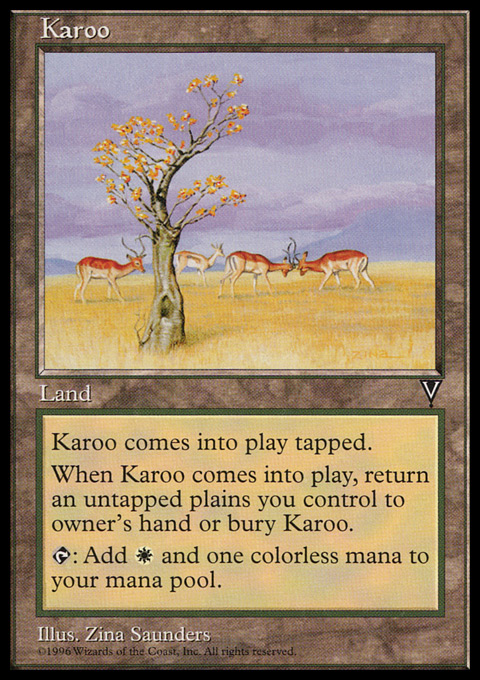 Karoo
ZINA
Land
Karoo comes into play tapped.
When Karoo comes into play, return
an untapped plains you control to
owner's hand or bury Karoo.
: Add and one colorless mana to
your mana pool.
Illus. Zina Saunders
©1996 Wizards of the Coast, Inc. All rights reserved.